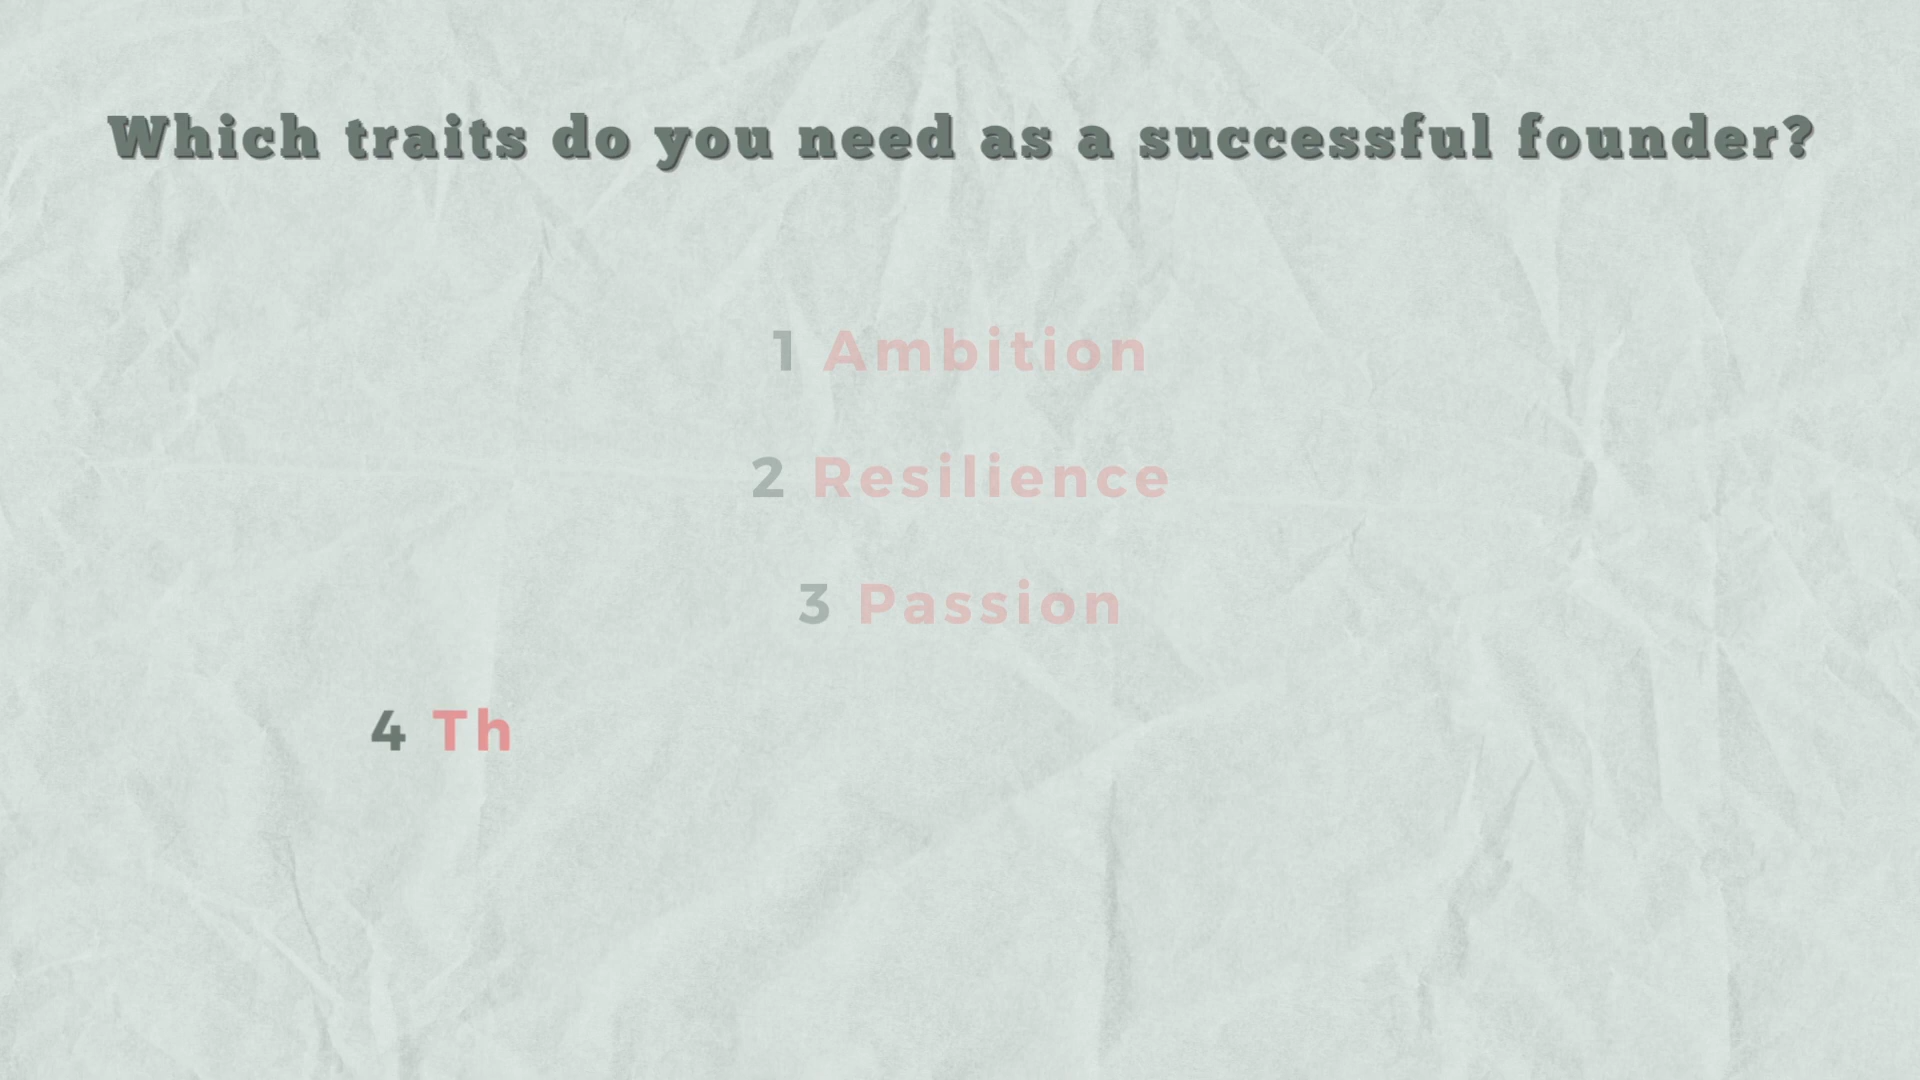 Which traits do you need as a successful founder?
1 Ambition
2 Resilience
3 Passion
4 Th